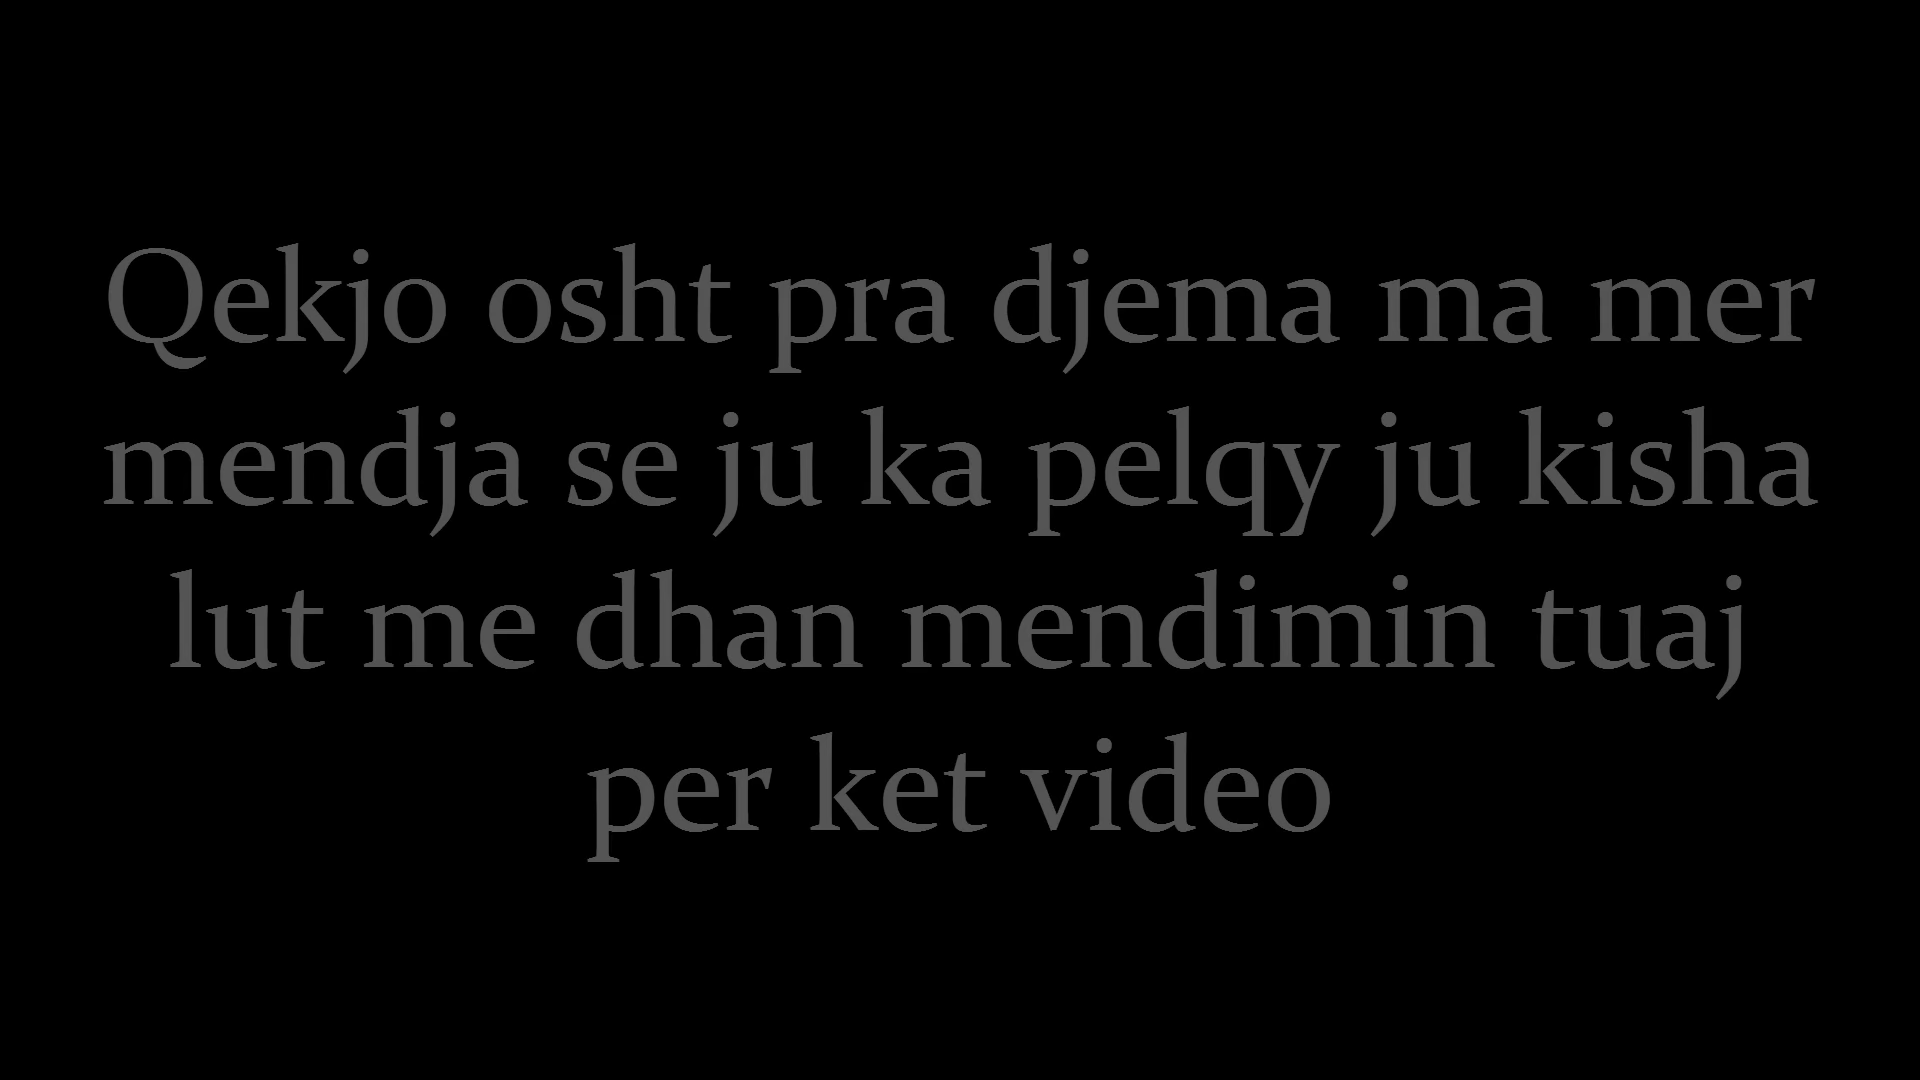 Qekjo osht pra djema ma mer
mendja se ju ka pelqy ju kisha
lut me dhan mendimin tuaj
per ket video